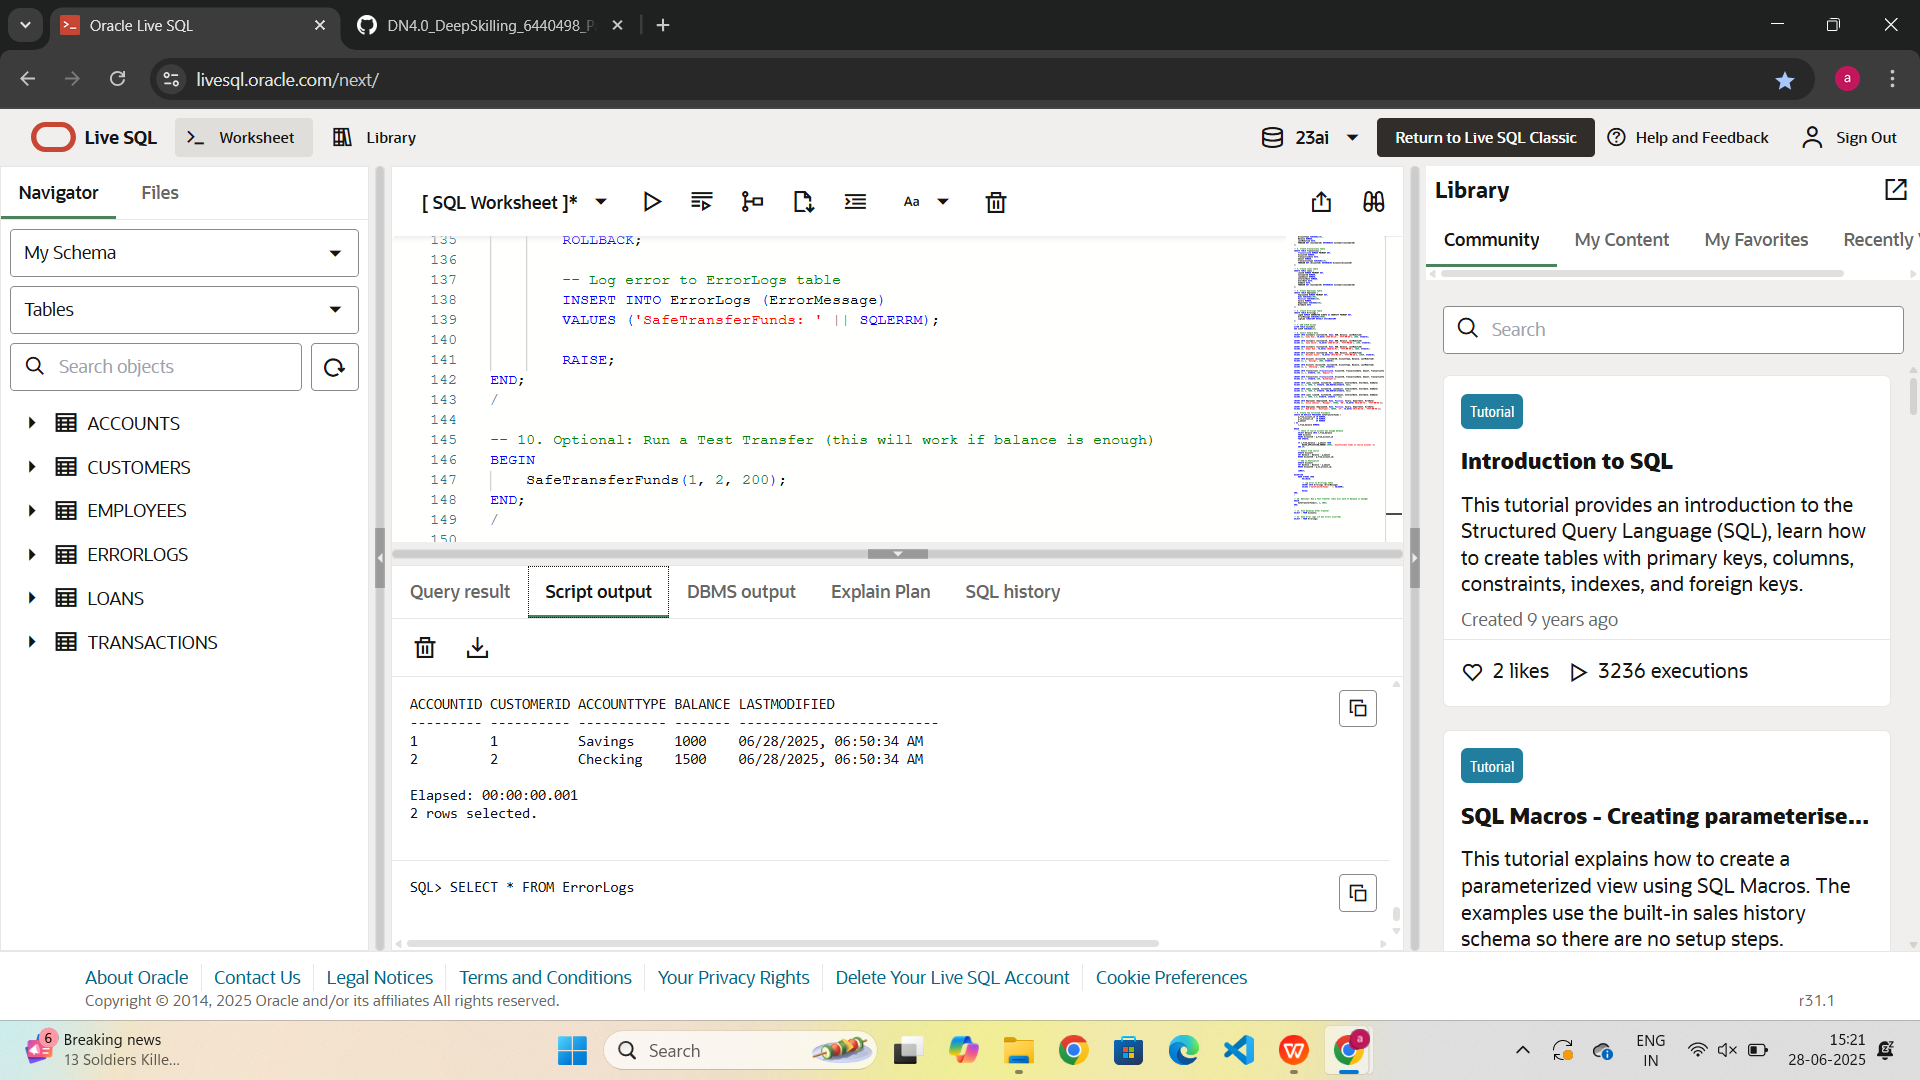 Oracle Live SQL
DN4.0_DeepSkilling_6440498_P
livesql.oracle.com/next/
a
Live SQL
Worksheet
Library
23ai
Return to Live SQL Classic
Help and Feedback
Sign Out
Navigator
Files
My Schema
Tables
Search objects
ACCOUNTS
CUSTOMERS
EMPLOYEES
ERRORLOGS
LOANS
TRANSACTIONS
[ SQL Worksheet ]*
Aa
135 ROLLBACK;
136
137 -- Log error to ErrorLogs table
138 INSERT INTO ErrorLogs (ErrorMessage)
139 VALUES ('SafeTransferFunds: ' || SQLERRM);
140
141 RAISE;
142 END;
143 /
144
145 -- 10. Optional: Run a Test Transfer (this will work if balance is enough)
146 BEGIN
147 SafeTransferFunds(1, 2, 200);
148 END;
149 /
150
Query result
Script output
DBMS output
Explain Plan
SQL history
ACCOUNTID CUSTOMERID ACCOUNTTYPE BALANCE LASTMODIFIED
--------- ---------- ----------- ------- -------------------------
1 1 Savings 1000 06/28/2025, 06:50:34 AM
2 2 Checking 1500 06/28/2025, 06:50:34 AM
Elapsed: 00:00:00.001
2 rows selected.
SQL> SELECT * FROM ErrorLogs
Library
Community
My Content
My Favorites
Recently
Search
Tutorial
Introduction to SQL
This tutorial provides an introduction to the
Structured Query Language (SQL), learn how
to create tables with primary keys, columns,
constraints, indexes, and foreign keys.
Created 9 years ago
2 likes
3236 executions
Tutorial
SQL Macros - Creating parameterise...
This tutorial explains how to create a
parameterized view using SQL Macros. The
examples use the built-in sales history
schema so there are no setup steps.
About Oracle
Contact Us
Legal Notices
Terms and Conditions
Your Privacy Rights
Delete Your Live SQL Account
Cookie Preferences
Copyright © 2014, 2025 Oracle and/or its affiliates All rights reserved.
r31.1
6
Breaking news
13 Soldiers Kille...
Search
a
ENG
IN
15:21
28-06-2025